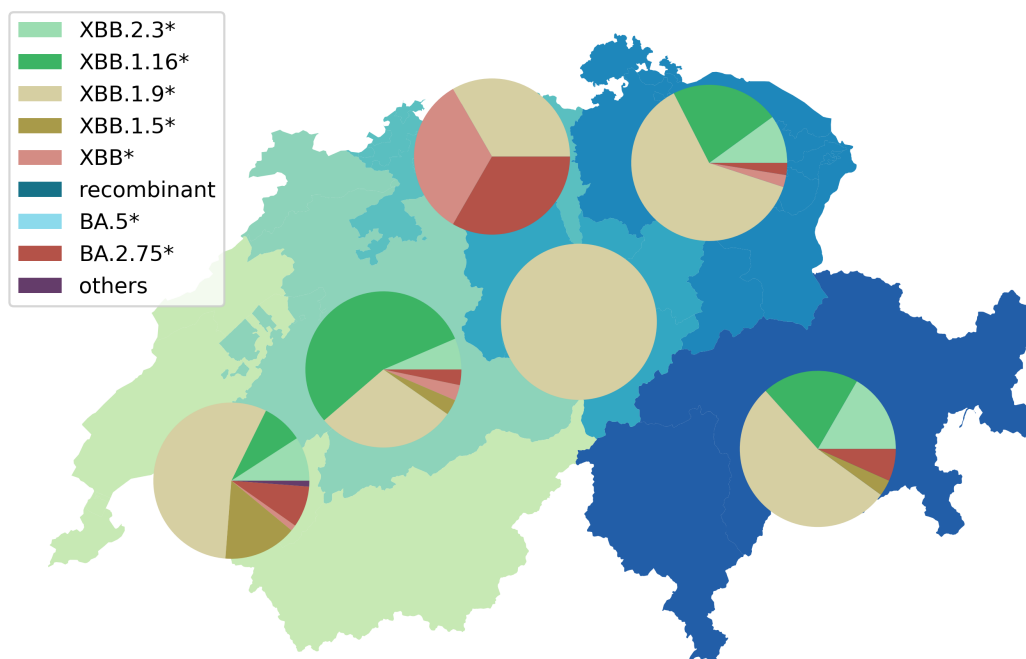 XBB.2.3*
XBB.1.16*
XBB.1.9*
XBB.1.5*
XBB*
recombinant
BA.5*
BA.2.75*
others